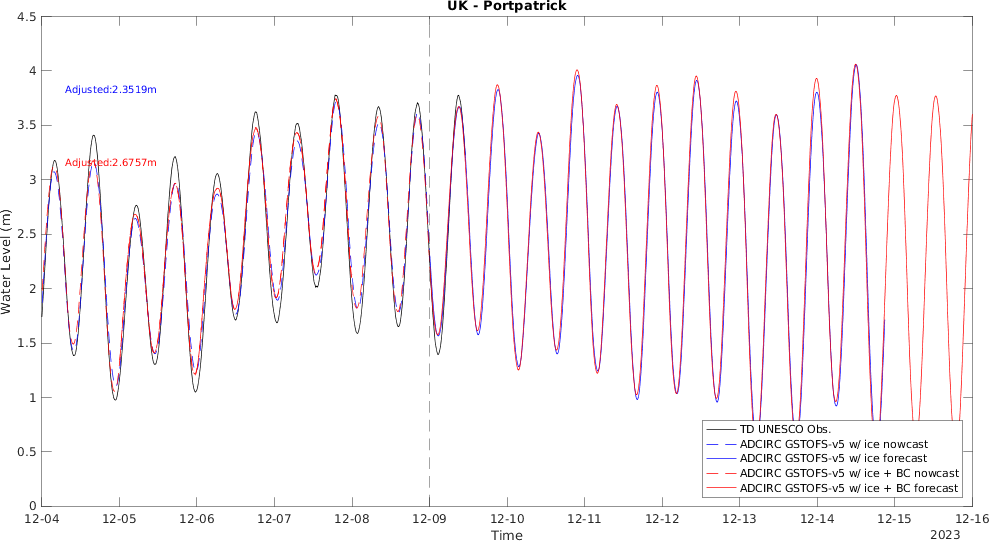 UK - Portpatrick
4.5
4
3.5
3
2.5
2
1.5
1
0.5
0
Water Level (m)
Adjusted:2.3519m
Adjusted:2.6757m
TD UNESCO Obs.
ADCIRC GSTOFS-v5 w/ ice nowcast
ADCIRC GSTOFS-v5 w/ ice forecast
ADCIRC GSTOFS-v5 w/ ice + BC nowcast
ADCIRC GSTOFS-v5 w/ ice + BC forecast
12-04 12-05 12-06 12-07 12-08 12-09 12-10 12-11 12-12 12-13 12-14 12-15 12-16
Time
2023